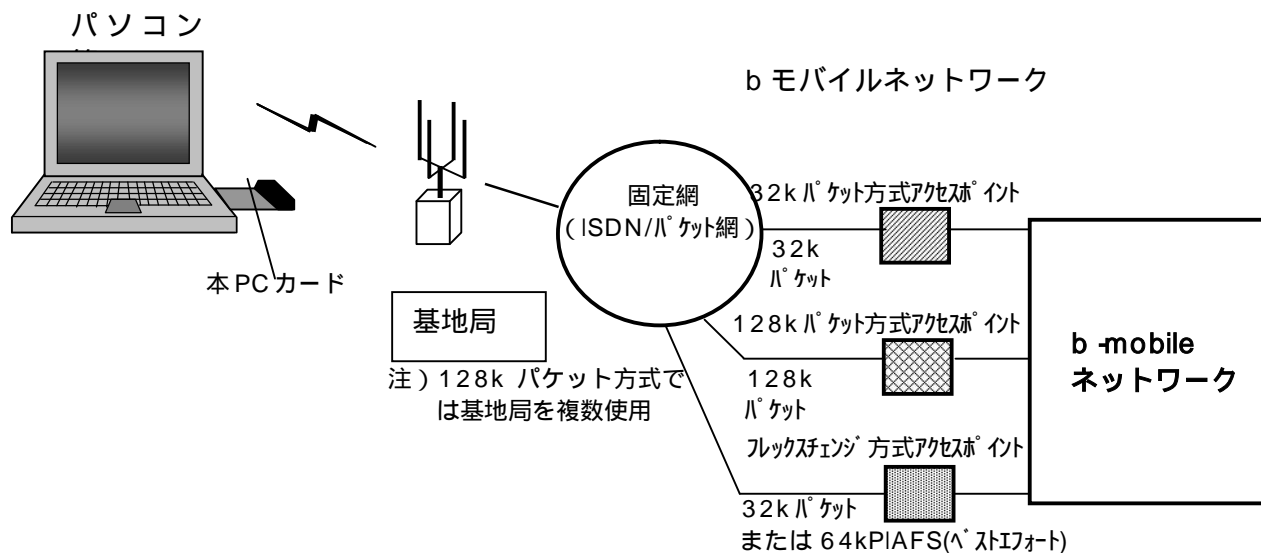 パソコン
bモバイルネットワーク
固定網
(ISDN/パケット網)
32kパケット方式アクセスポイント
32k
パケット
本PCカード
基地局
注)128kパケット方式で
は基地局を複数使用
128kパケット方式アクセスポイント
128k
パケット
b-mobile
ネットワーク
フレックスチェンジ方式アクセスポイント
32kパケット
または64kPIAFS(ベストエフォート)